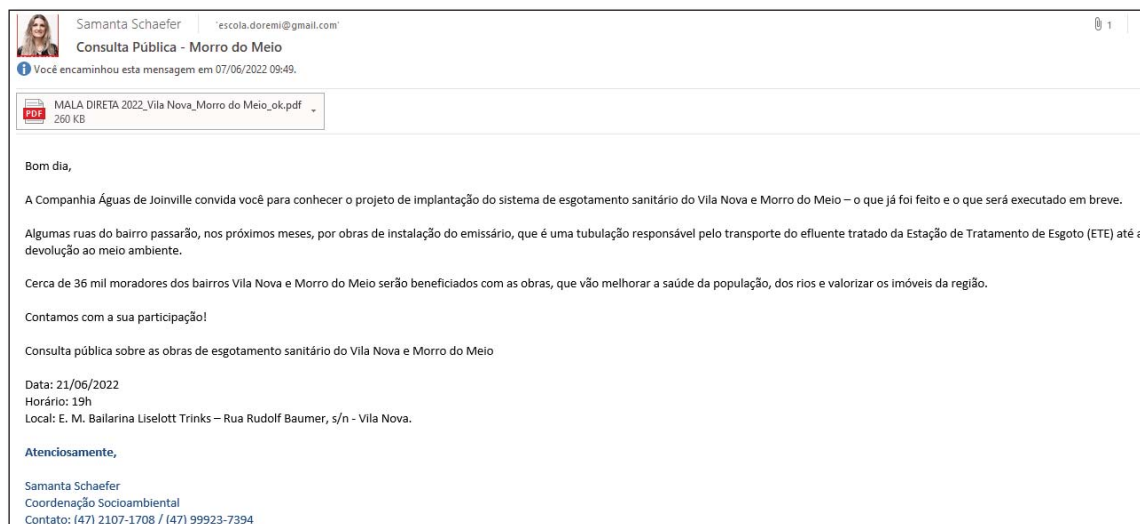 Samanta Schaefer 'escola.doremi@gmail.com' 1
Consulta Pública - Morro do Meio
Você encaminhou esta mensagem em 07/06/2022 09:49.
MALA DIRETA 2022_Vila Nova_Morro do Meio_ok.pdf
PDF
260 KB
Bom dia,
A Companhia Águas de Joinville convida você para conhecer o projeto de implantação do sistema de esgotamento sanitário do Vila Nova e Morro do Meio – o que já foi feito e o que será executado em breve.
Algumas ruas do bairro passarão, nos próximos meses, por obras de instalação do emissário, que é uma tubulação responsável pelo transporte do efluente tratado da Estação de Tratamento de Esgoto (ETE) até a
devolução ao meio ambiente.
Cerca de 36 mil moradores dos bairros Vila Nova e Morro do Meio serão beneficiados com as obras, que vão melhorar a saúde da população, dos rios e valorizar os imóveis da região.
Contamos com a sua participação!
Consulta pública sobre as obras de esgotamento sanitário do Vila Nova e Morro do Meio
Data: 21/06/2022
Horário: 19h
Local: E. M. Bailarina Liselott Trinks – Rua Rudolf Baumer, s/n - Vila Nova.
Atenciosamente,
Samanta Schaefer
Coordenação Socioambiental
Contato: (47) 2107-1708 / (47) 99923-7394